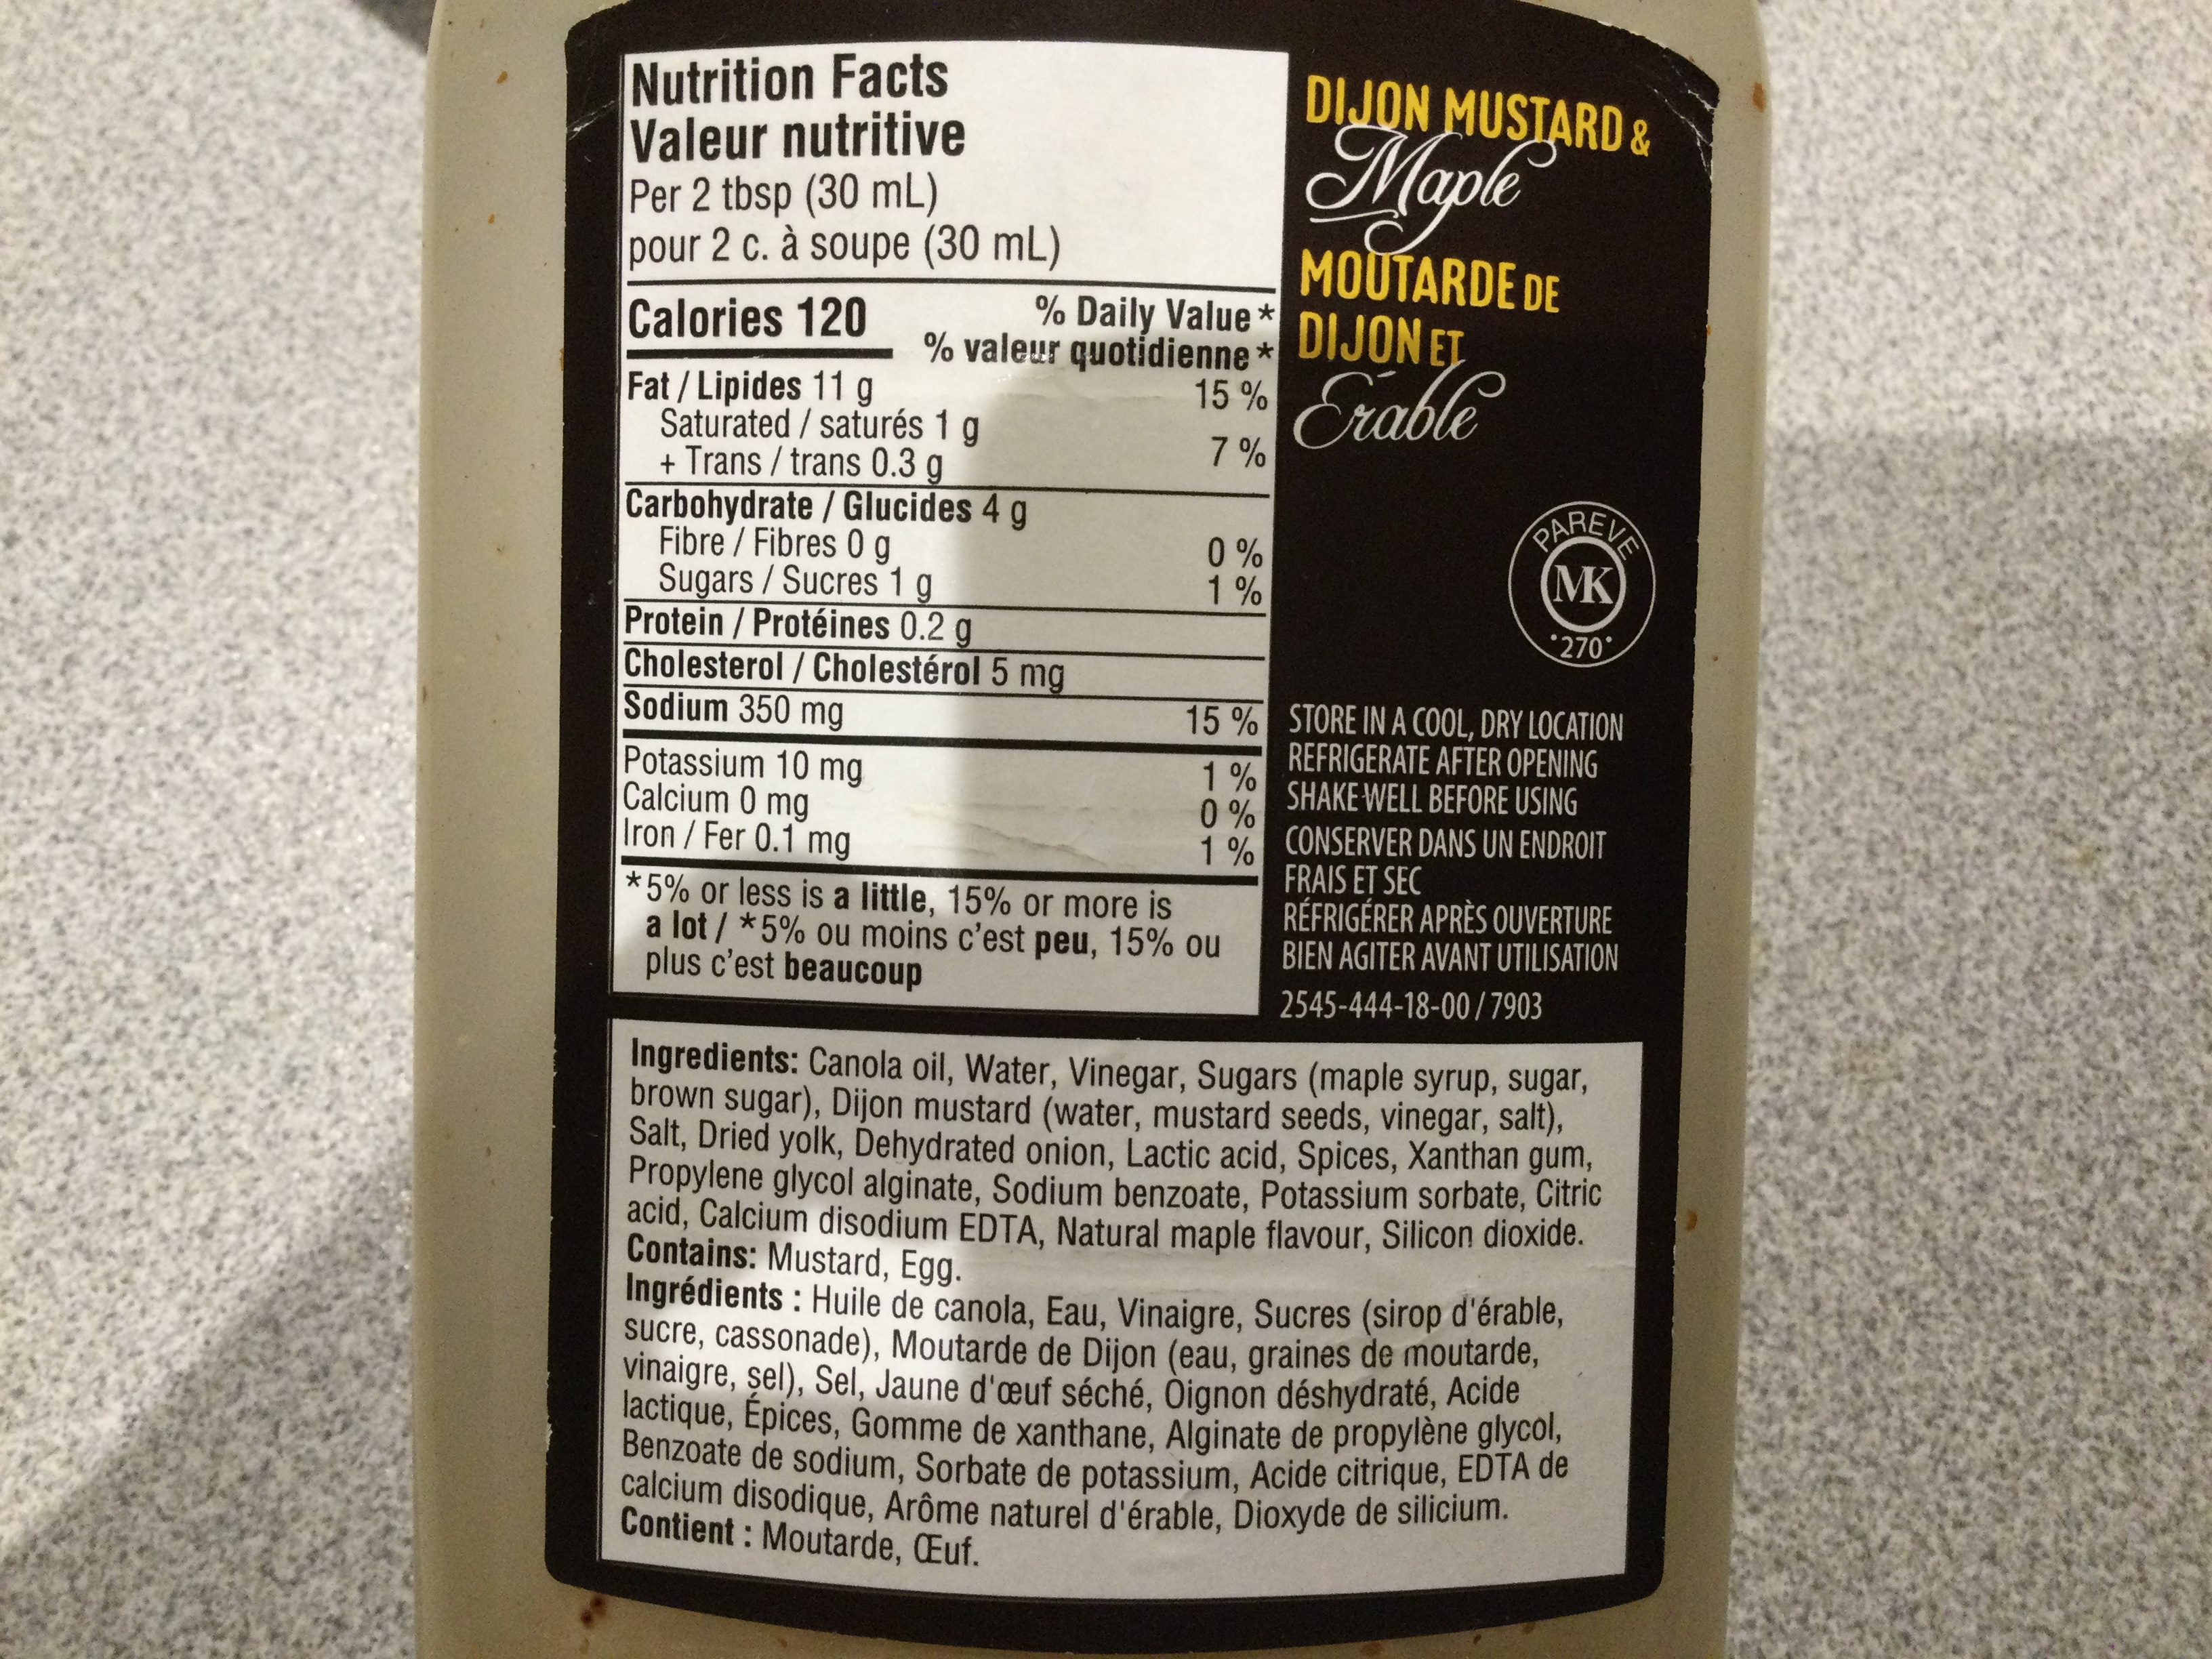 Nutrition Facts
Valeur nutritive
Per 2 tbsp (30 mL)
pour 2 c. à soupe (30 mL)
Calories 120
% Daily Value *
% valeur quotidienne *
Fat / Lipides 11 g 15 %
Saturated / saturés 1 g
+ Trans / trans 0.3 g 7 %
Carbohydrate / Glucides 4 g
Fibre / Fibres 0 g 0 %
Sugars / Sucres 1 g 1 %
Protein / Protéines 0.2 g
Cholesterol / Cholestérol 5 mg
Sodium 350 mg 15 %
Potassium 10 mg 1 %
Calcium 0 mg 0 %
Iron / Fer 0.1 mg 1 %
*5% or less is a little, 15% or more is
a lot / *5% ou moins c'est peu, 15% ou
plus c'est beaucoup
DIJON MUSTARD &
Maple
MOUTARDE DE
DIJON ET
Érable
PAREVE
MK
•270•
STORE IN A COOL, DRY LOCATION
REFRIGERATE AFTER OPENING
SHAKE WELL BEFORE USING
CONSERVER DANS UN ENDROIT
FRAIS ET SEC
RÉFRIGÉRER APRÈS OUVERTURE
BIEN AGITER AVANT UTILISATION
2545-444-18-00 / 7903
Ingredients: Canola oil, Water, Vinegar, Sugars (maple syrup, sugar,
brown sugar), Dijon mustard (water, mustard seeds, vinegar, salt),
Salt, Dried yolk, Dehydrated onion, Lactic acid, Spices, Xanthan gum,
Propylene glycol alginate, Sodium benzoate, Potassium sorbate, Citric
acid, Calcium disodium EDTA, Natural maple flavour, Silicon dioxide.
Contains: Mustard, Egg.
Ingrédients : Huile de canola, Eau, Vinaigre, Sucres (sirop d'érable,
sucre, cassonade), Moutarde de Dijon (eau, graines de moutarde,
vinaigre, sel), Sel, Jaune d'œuf séché, Oignon déshydraté, Acide
lactique, Épices, Gomme de xanthane, Alginate de propylène glycol,
Benzoate de sodium, Sorbate de potassium, Acide citrique, EDTA de
calcium disodique, Arôme naturel d'érable, Dioxyde de silicium.
Contient : Moutarde, Œuf.